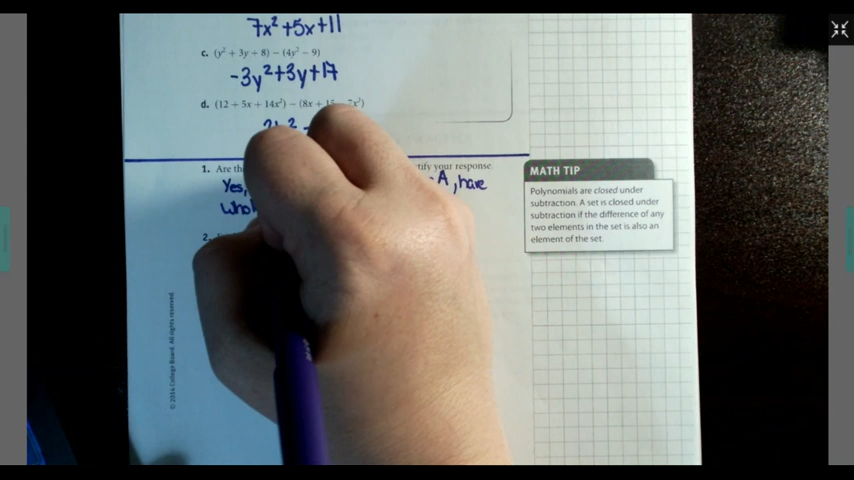 7x² +5x+11
c. (y² + 3y + 8) − (4y² − 9)
-3y²+3y+17
d. (12 + 5x + 14x²) − (8x + 15 − 7x²)
1. Are
tify your response.
MATH TIP
Yes,
A, have
Polynomials are closed under
subtraction. A set is closed under
subtraction if the difference of any
two elements in the set is also an
element of the set.
2.
© 2014 College Board. All rights reserved.